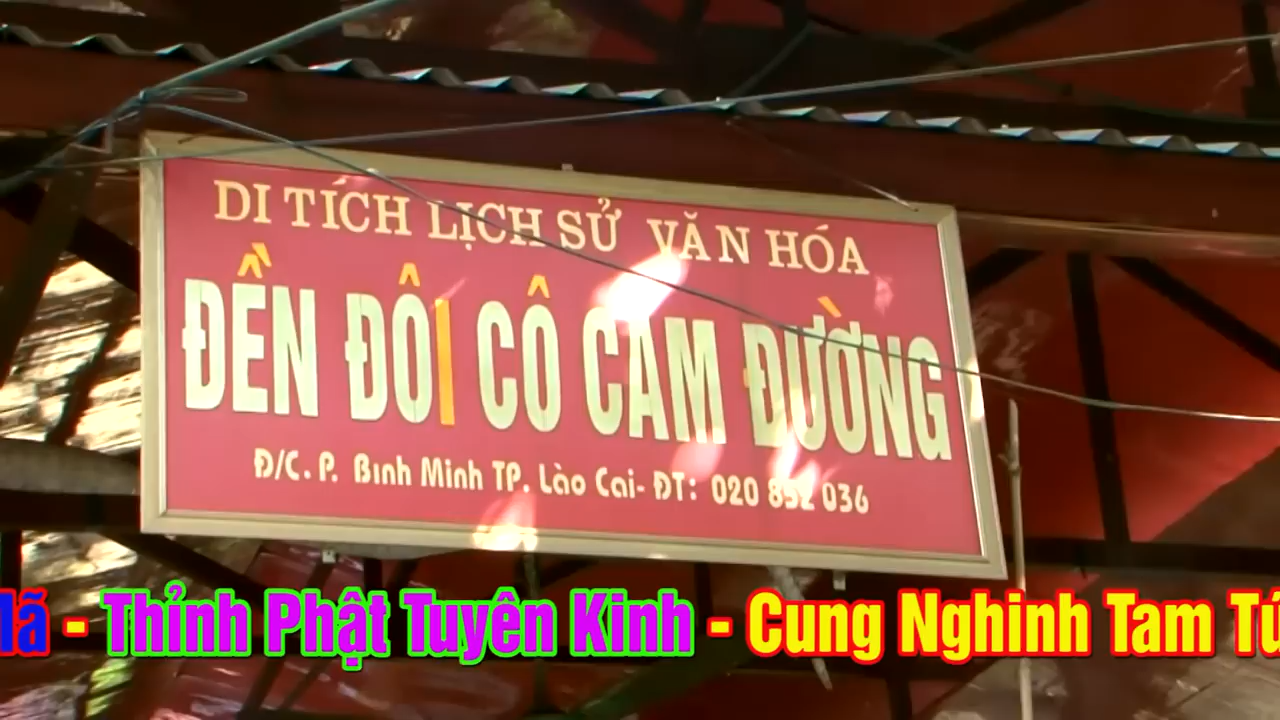 DI TÍCH LỊCH SỬ VĂN HÓA
ĐỀN ĐÔI CÔ CAM ĐƯỜNG
Đ/C. P. Bình Minh TP. Lào Cai- ĐT: 020 852 036
- Thỉnh Phật Tuyên Kinh - Cung Nghinh Tam